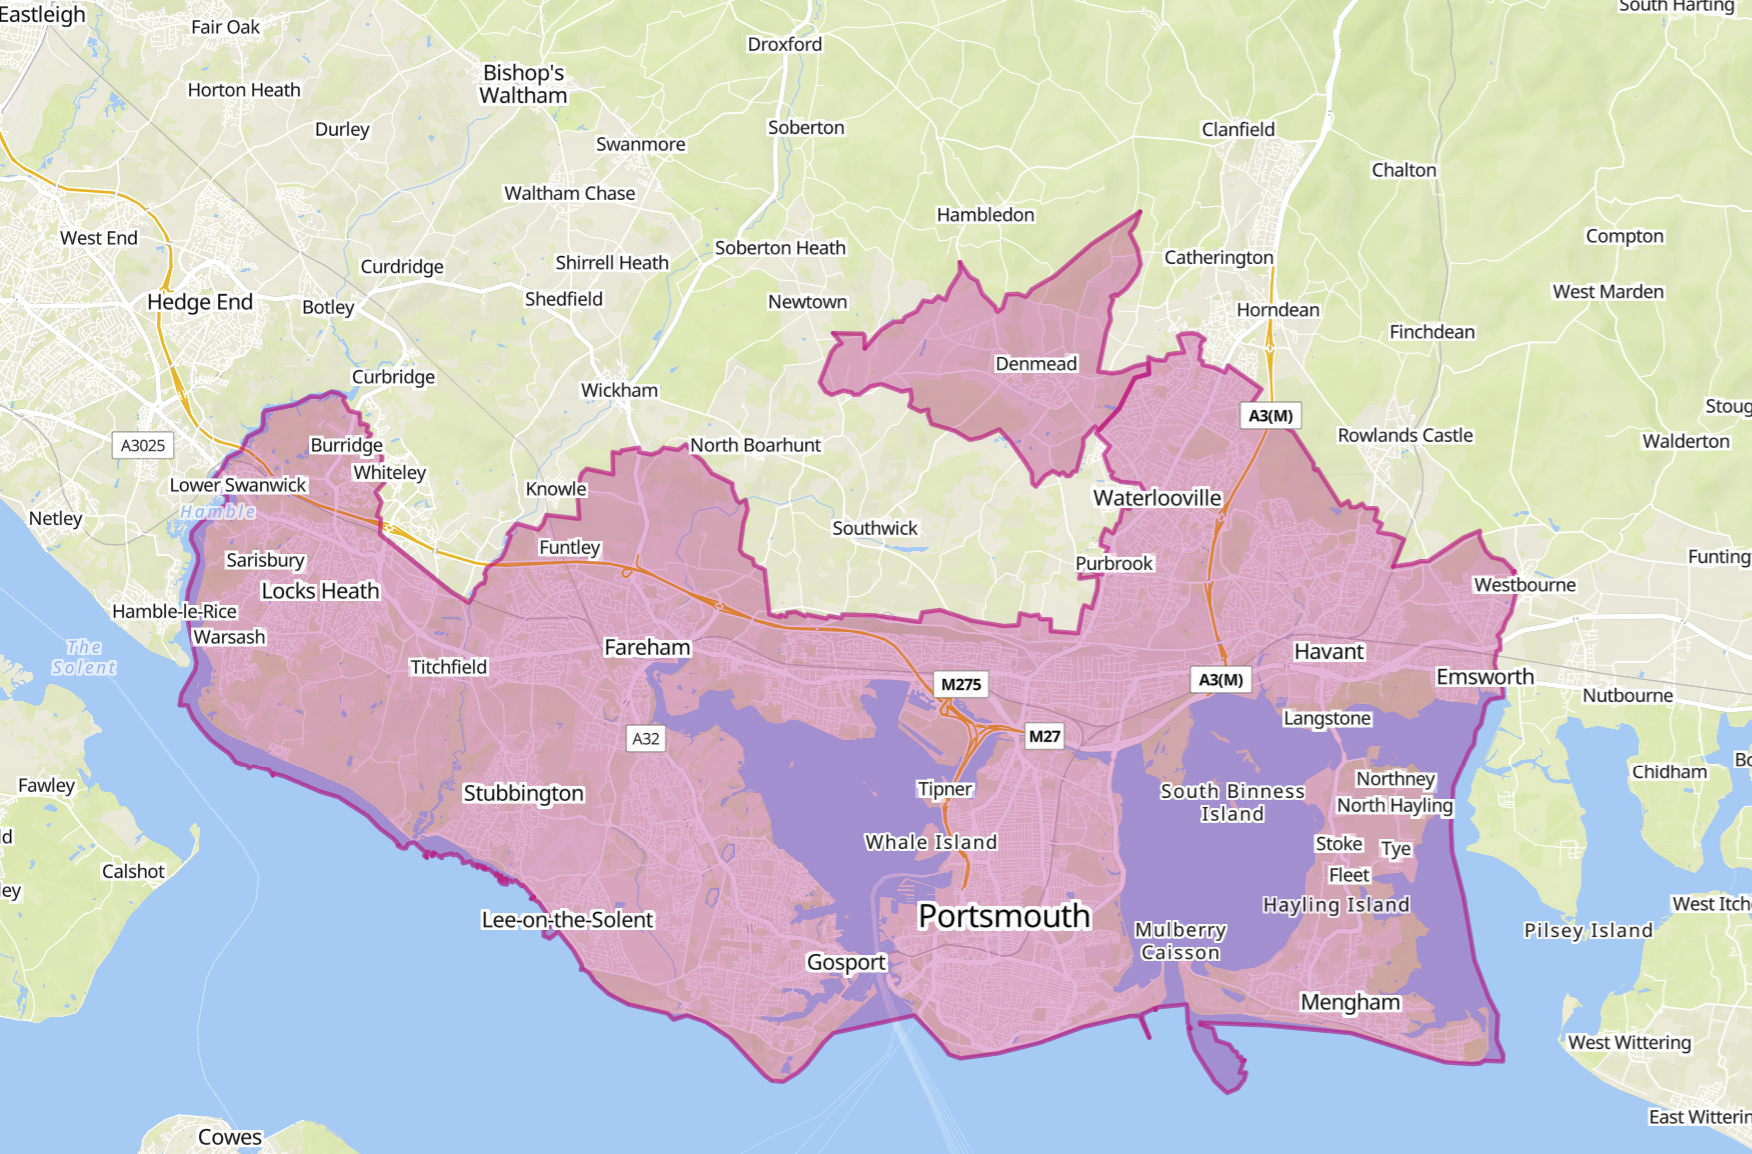 Eastleigh
Fair Oak
South Harting
Droxford
Bishop's
Waltham
Horton Heath
Durley
Soberton
Clanfield
Swanmore
Chalton
Waltham Chase
Hambledon
West End
Compton
Soberton Heath
Catherington
Curdridge
Shirrell Heath
West Marden
Hedge End
Botley
Shedfield
Newtown
Horndean
Finchdean
Denmead
Curbridge
Wickham
A3(M)
Stoug
Rowlands Castle
Walderton
A3025
Burridge
North Boarhunt
Whiteley
Lower Swanwick
Knowle
Waterlooville
Hamble
Netley
Southwick
Funtley
Funting
Sarisbury
Purbrook
Westbourne
Locks Heath
Hamble-le-Rice
Warsash
The
Solent
Fareham
Havant
Titchfield
A3(M)
Emsworth
M275
Nutbourne
Langstone
A32
M27
Bo
Chidham
Northney
Fawley
Tipner
Stubbington
South Binness
Island
North Hayling
ld
Whale Island
Stoke
Tye
Calshot
Fleet
ley
Hayling Island
West Itche
Lee-on-the-Solent
Portsmouth
Mulberry
Caisson
Pilsey Island
Gosport
Mengham
West Wittering
East Wittering
Cowes